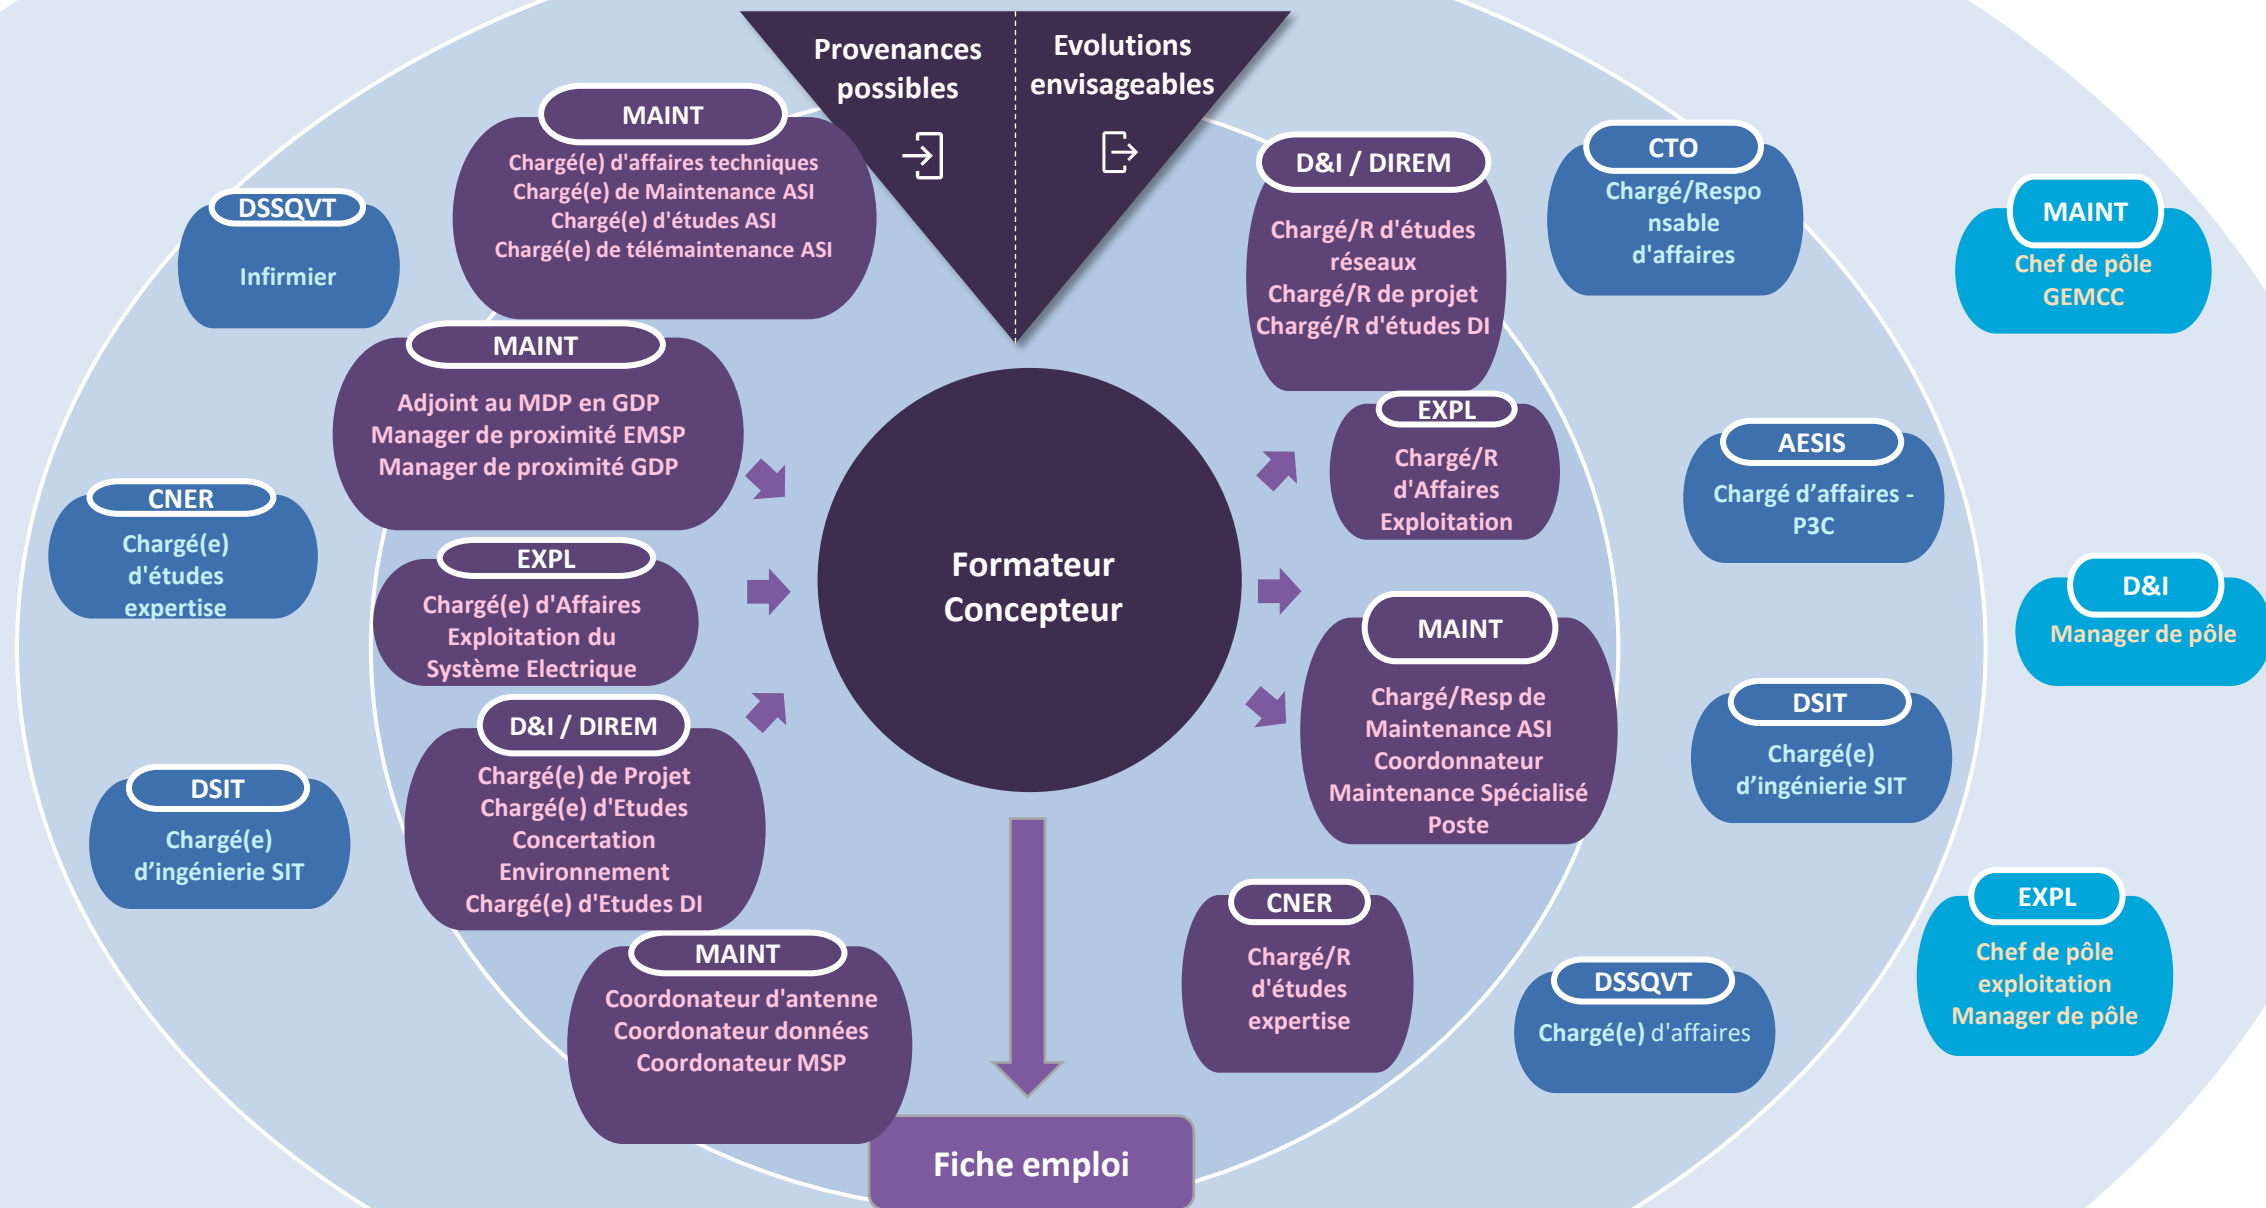 Provenances
possibles
Evolutions
envisageables
MAINT
Chargé(e) d'affaires techniques
Chargé(e) de Maintenance ASI
Chargé(e) d'études ASI
Chargé(e) de télémaintenance ASI
DSSQVT
Infirmier
MAINT
Adjoint au MDP en GDP
Manager de proximité EMSP
Manager de proximité GDP
CNER
Chargé(e)
d'études
expertise
EXPL
Chargé(e) d'Affaires
Exploitation du
Système Electrique
D&I / DIREM
Chargé(e) de Projet
Chargé(e) d'Etudes
Concertation
Environnement
Chargé(e) d'Etudes DI
DSIT
Chargé(e)
d’ingénierie SIT
MAINT
Coordonateur d'antenne
Coordonateur données
Coordonateur MSP
Formateur
Concepteur
Fiche emploi
D&I / DIREM
Chargé/R d'études
réseaux
Chargé/R de projet
Chargé/R d'études DI
EXPL
Chargé/R
d'Affaires
Exploitation
MAINT
Chargé/Resp de
Maintenance ASI
Coordonnateur
Maintenance Spécialisé
Poste
CNER
Chargé/R
d'études
expertise
CTO
Chargé/Respo
nsable
d'affaires
AESIS
Chargé d’affaires -
P3C
DSIT
Chargé(e)
d’ingénierie SIT
DSSQVT
Chargé(e) d'affaires
MAINT
Chef de pôle
GEMCC
D&I
Manager de pôle
EXPL
Chef de pôle
exploitation
Manager de pôle